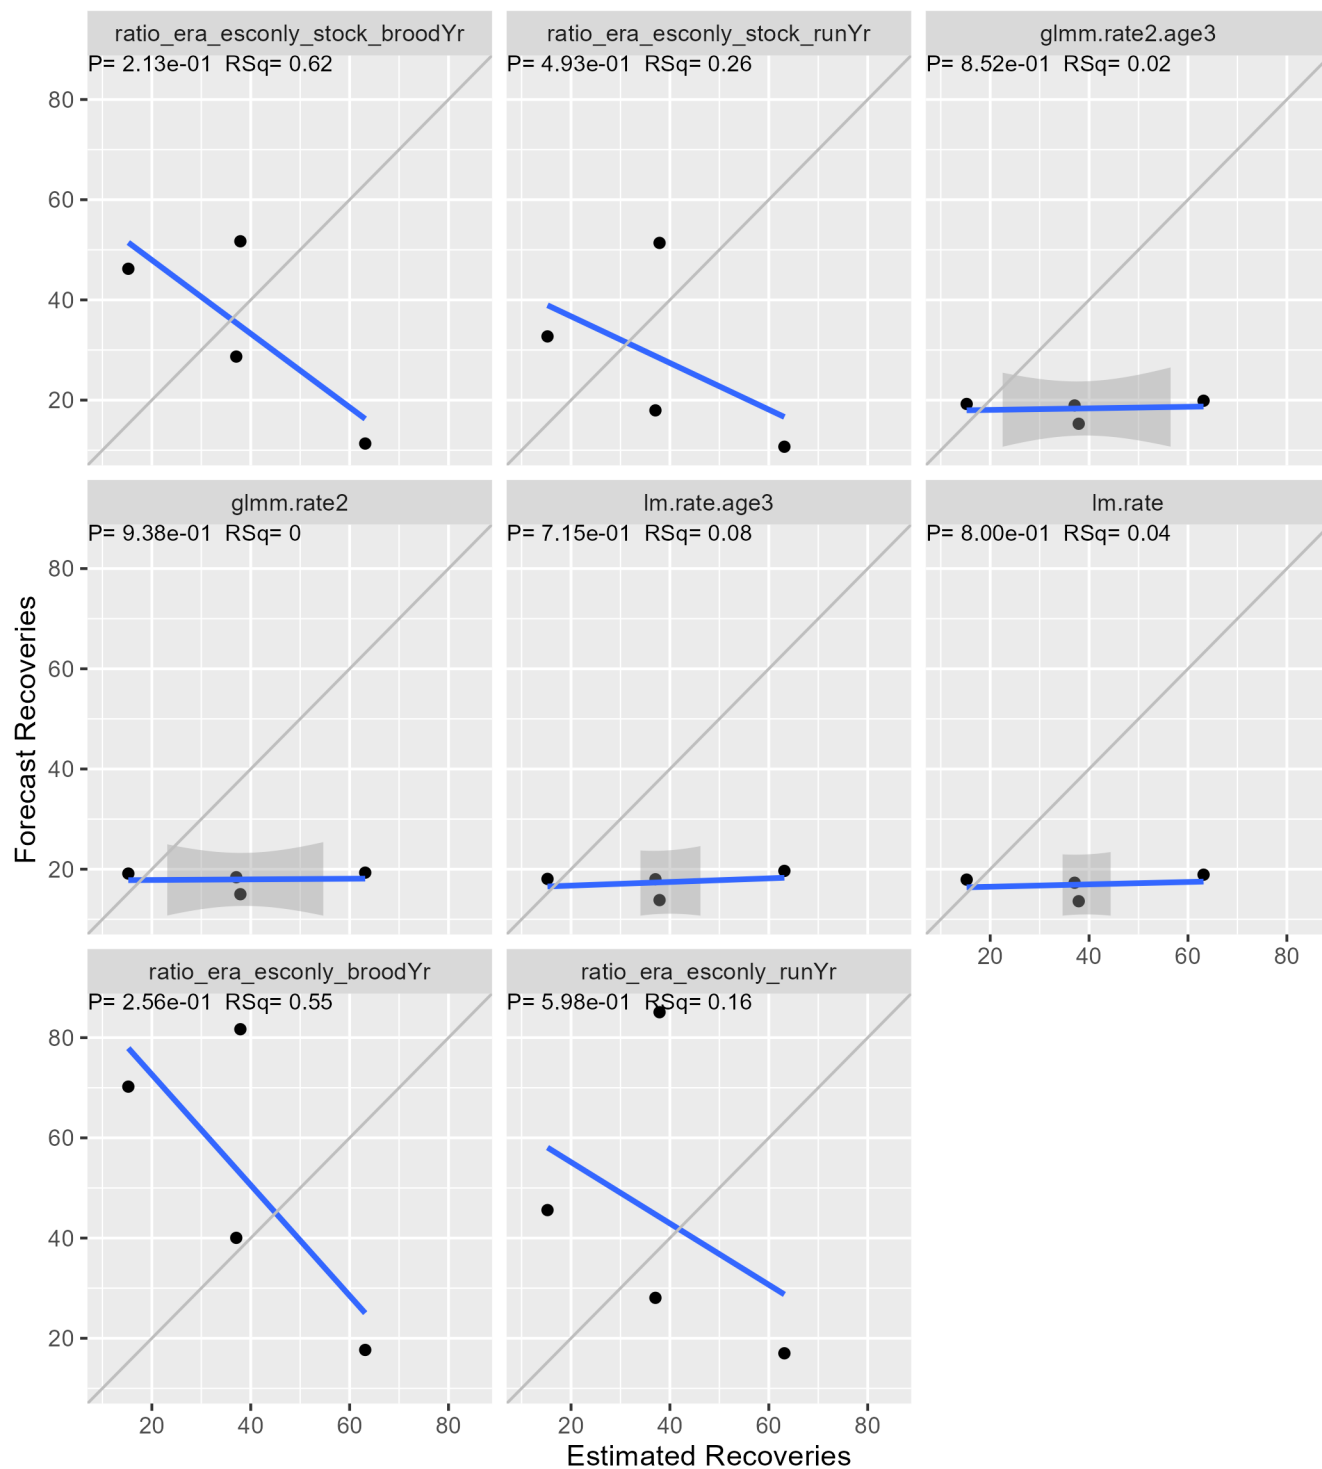 ratio_era_esconly_stock_broodYr
ratio_era_esconly_stock_runYr
glmm.rate2.age3
P= 2.13e-01 RSq= 0.62
P= 4.93e-01 RSq= 0.26
P= 8.52e-01 RSq= 0.02
80
60
40
20
glmm.rate2
lm.rate.age3
lm.rate
P= 9.38e-01 RSq= 0
P= 7.15e-01 RSq= 0.08
P= 8.00e-01 RSq= 0.04
80
60
40
20
20 40 60 80
Forecast Recoveries
ratio_era_esconly_broodYr
ratio_era_esconly_runYr
P= 2.56e-01 RSq= 0.55
P= 5.98e-01 RSq= 0.16
80
60
40
20
20 40 60 80
20 40 60 80
Estimated Recoveries